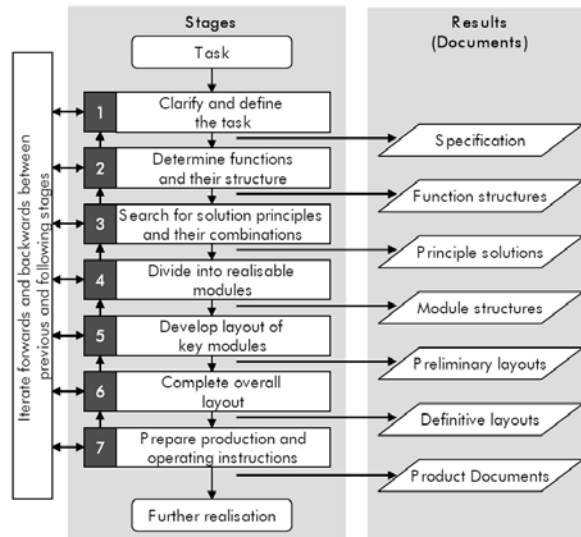 Stages
Results
(Documents)
Task
1
Clarify and define
the task
Specification
2
Determine functions
and their structure
Function structures
3
Search for solution principles
and their combinations
Principle solutions
4
Divide into realisable
modules
Module structures
5
Develop layout of
key modules
Preliminary layouts
6
Complete overall
layout
Definitive layouts
7
Prepare production and
operating instructions
Product Documents
Further realisation
Iterate forwards and backwards between
previous and following stages